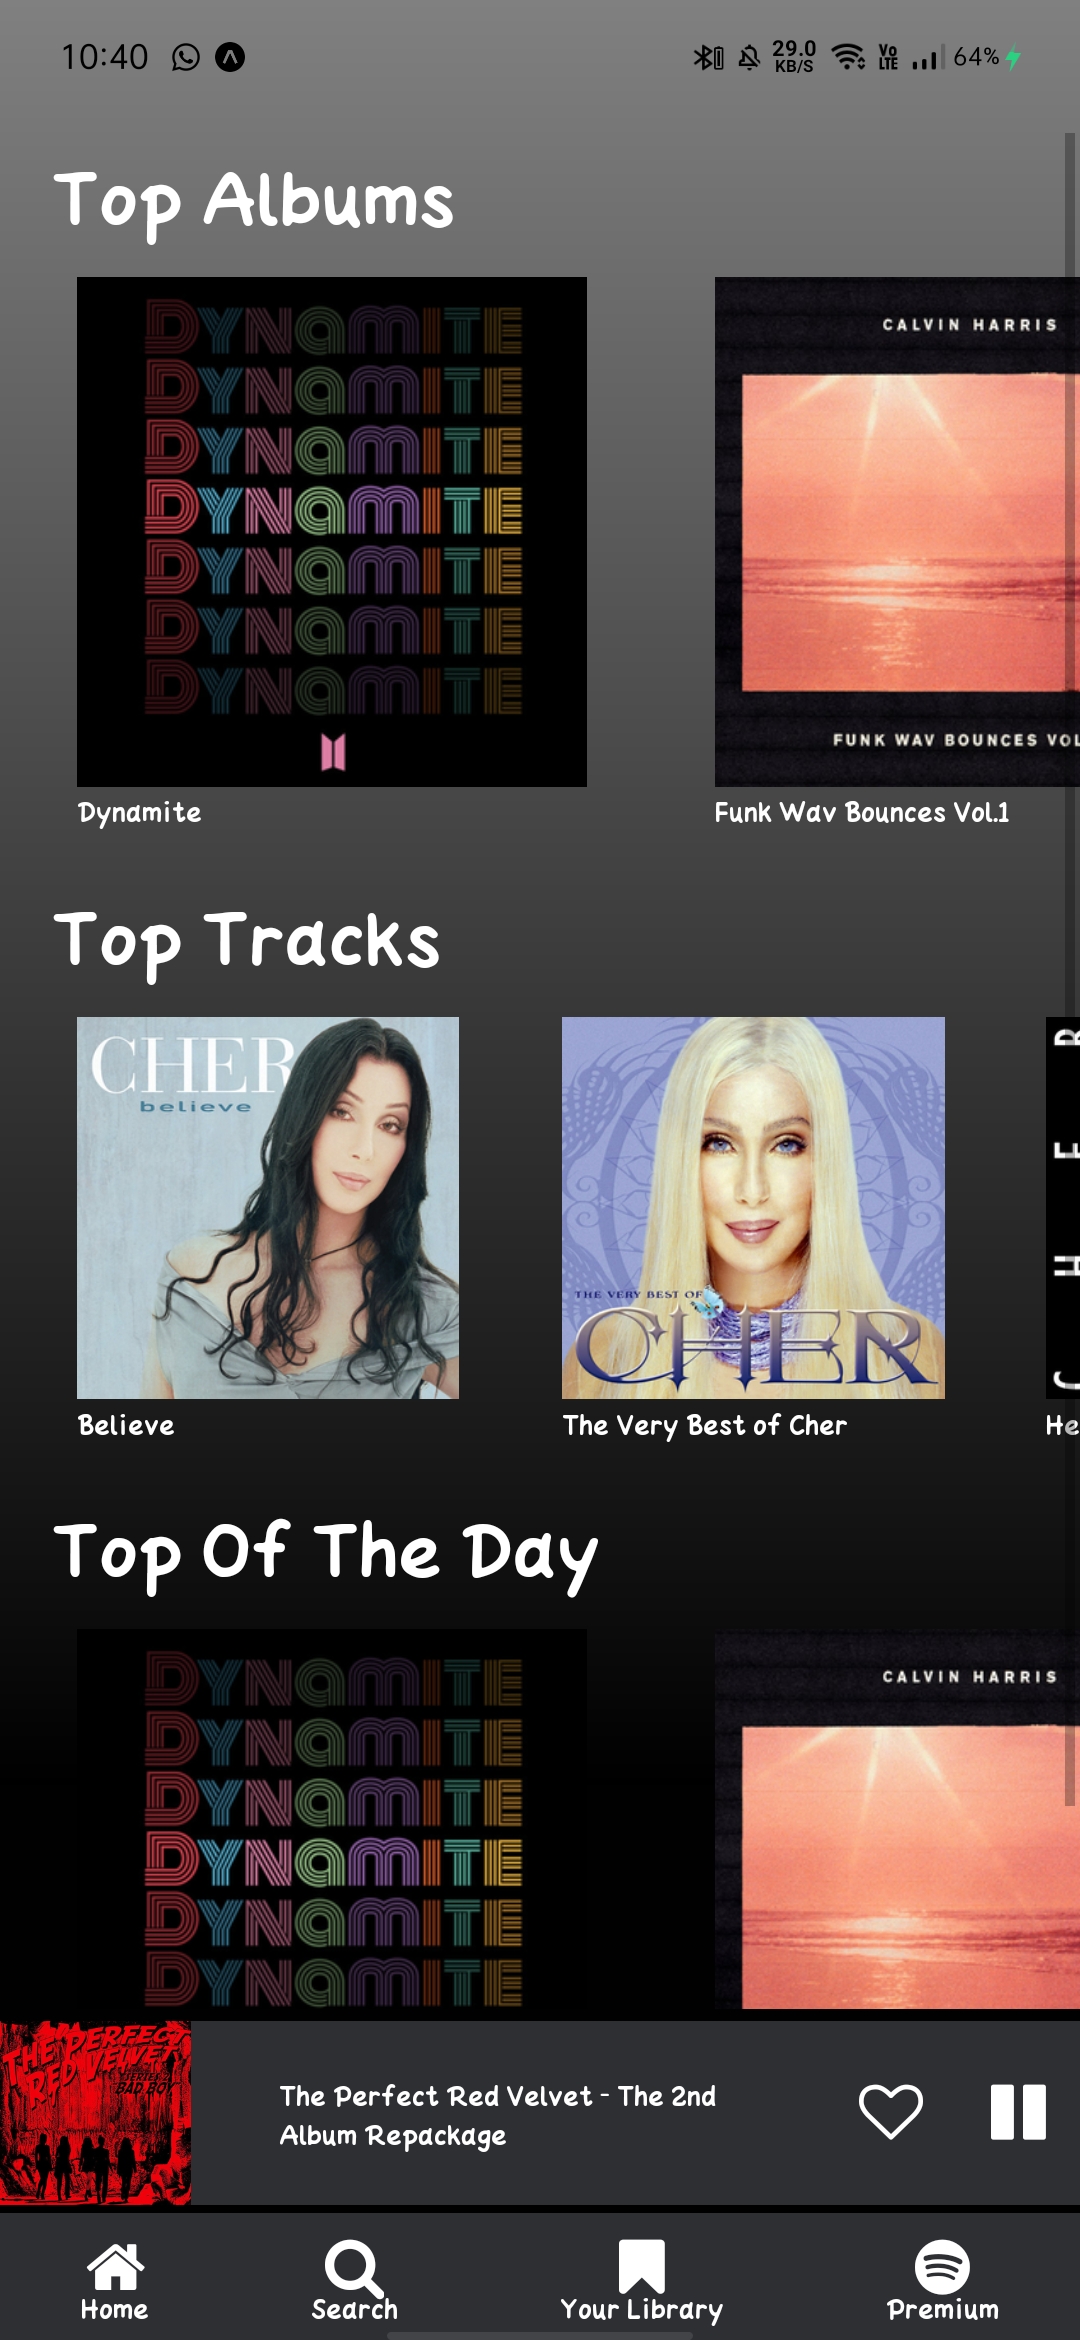 10:40
29.0
KB/S
Vo
LTE
64%
Top Albums
DYNAMITE
DYNAMITE
DYNAMITE
DYNAMITE
DYNAMITE
DYNAMITE
DYNAMITE
CALVIN HARRIS
FUNK WAV BOUNCES VOL
Dynamite
Funk Wav Bounces Vol.1
Top Tracks
CHER
believe
THE VERY BEST OF
CHER
CHER
Believe
The Very Best of Cher
He
Top Of The Day
DYNAMITE
DYNAMITE
DYNAMITE
DYNAMITE
DYNAMITE
DYNAMITE
CALVIN HARRIS
THE PERFECT
RED VELVET
BAD BOY
The Perfect Red Velvet - The 2nd
Album Repackage
Home
Search
Your Library
Premium